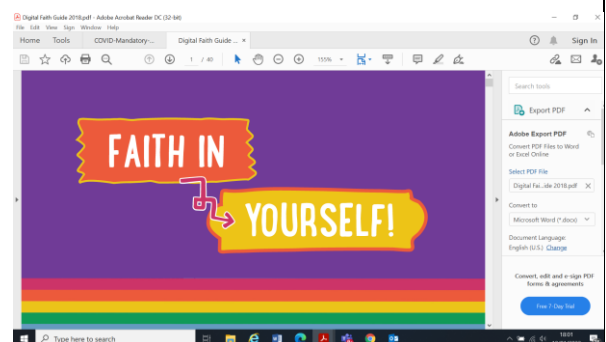 Digital Faith Guide 2018.pdf - Adobe Acrobat Reader DC (32-bit)
File Edit View Sign Window Help
Home Tools COVID-Mandatory-... Digital Faith Guide ... × Sign In
1 / 40 155%
FAITH IN
YOURSELF!
Search tools
Export PDF
Adobe Export PDF
Convert PDF Files to Word
or Excel Online
Select PDF File
Digital Fai...ide 2018.pdf ×
Convert to
Microsoft Word (*.docx)
Document Language:
English (U.S.) Change
Convert, edit and e-sign PDF
forms & agreements
Free 7-Day Trial
Type here to search
18:01